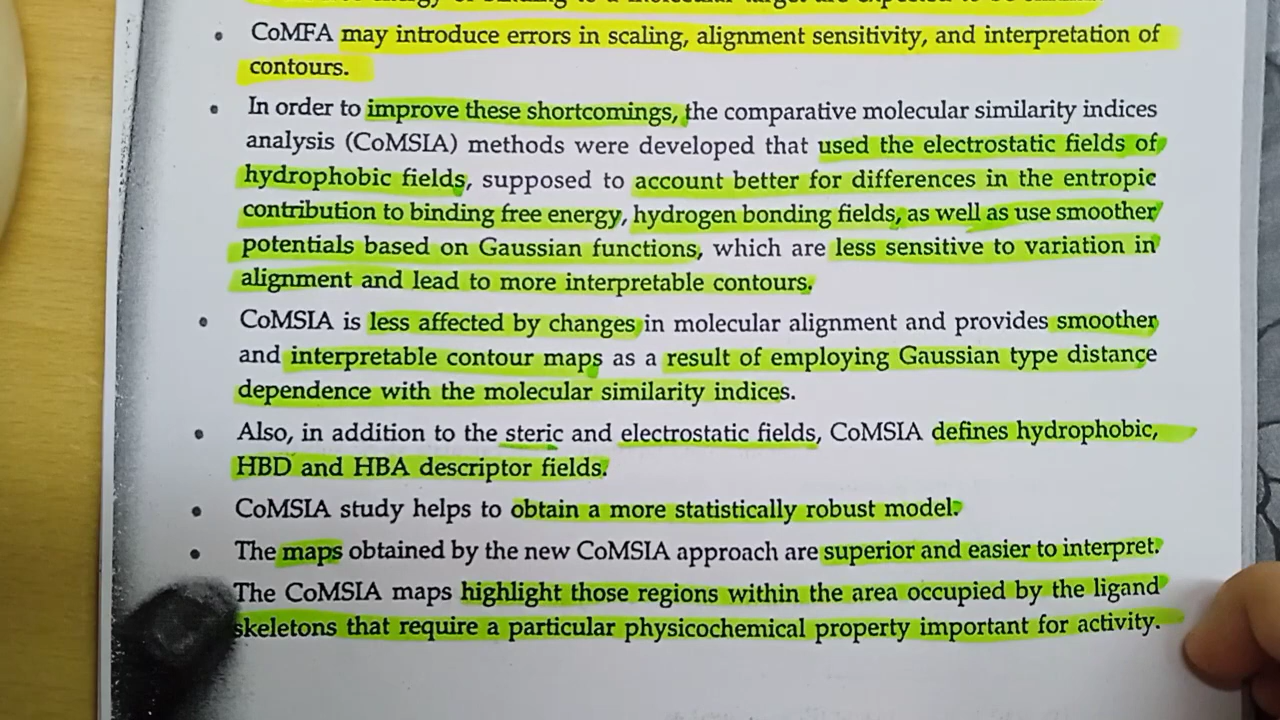 • CoMFA may introduce errors in scaling, alignment sensitivity, and interpretation of
contours.
• In order to improve these shortcomings, the comparative molecular similarity indices
analysis (CoMSIA) methods were developed that used the electrostatic fields of
hydrophobic fields, supposed to account better for differences in the entropic
contribution to binding free energy, hydrogen bonding fields, as well as use smoother
potentials based on Gaussian functions, which are less sensitive to variation in
alignment and lead to more interpretable contours.
• CoMSIA is less affected by changes in molecular alignment and provides smoother
and interpretable contour maps as a result of employing Gaussian type distance
dependence with the molecular similarity indices.
• Also, in addition to the steric and electrostatic fields, CoMSIA defines hydrophobic,
HBD and HBA descriptor fields.
• CoMSIA study helps to obtain a more statistically robust model.
• The maps obtained by the new CoMSIA approach are superior and easier to interpret.
The CoMSIA maps highlight those regions within the area occupied by the ligand
skeletons that require a particular physicochemical property important for activity.